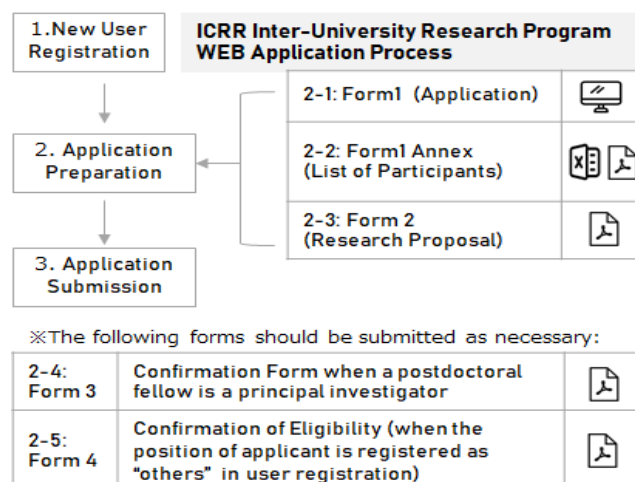 1.New User
Registration
ICRR Inter-University Research Program
WEB Application Process
2. Application
Preparation
2-1: Form1 (Application)
2-2: Form1 Annex
(List of Participants)
2-3: Form 2
(Research Proposal)
3. Application
Submission
※The following forms should be submitted as necessary:
2-4:
Form 3
Confirmation Form when a postdoctoral
fellow is a principal investigator
2-5:
Form 4
Confirmation of Eligibility (when the
position of applicant is registered as
“others” in user registration)